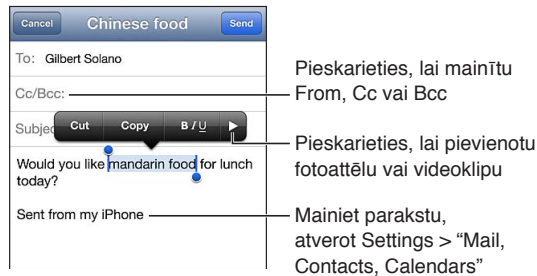 Cancel Chinese food Send
To: Gilbert Solano
Cc/Bcc:
Subjec
Cut Copy B I U
Would you like mandarin food for lunch
today?
Sent from my iPhone
Pieskarieties, lai mainītu
From, Cc vai Bcc
Pieskarieties, lai pievienotu
fotoattēlu vai videoklipu
Mainiet parakstu,
atverot Settings > “Mail,
Contacts, Calendars”